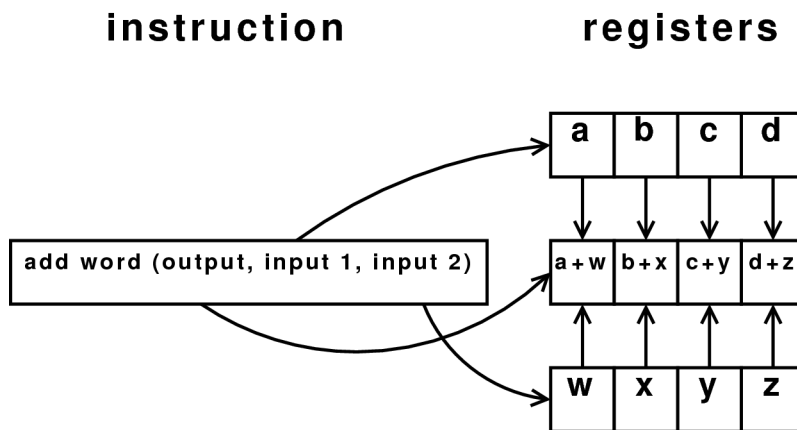 instruction registers
a b c d
add word (output, input 1, input 2) a+w b+x c+y d+z
w x y z